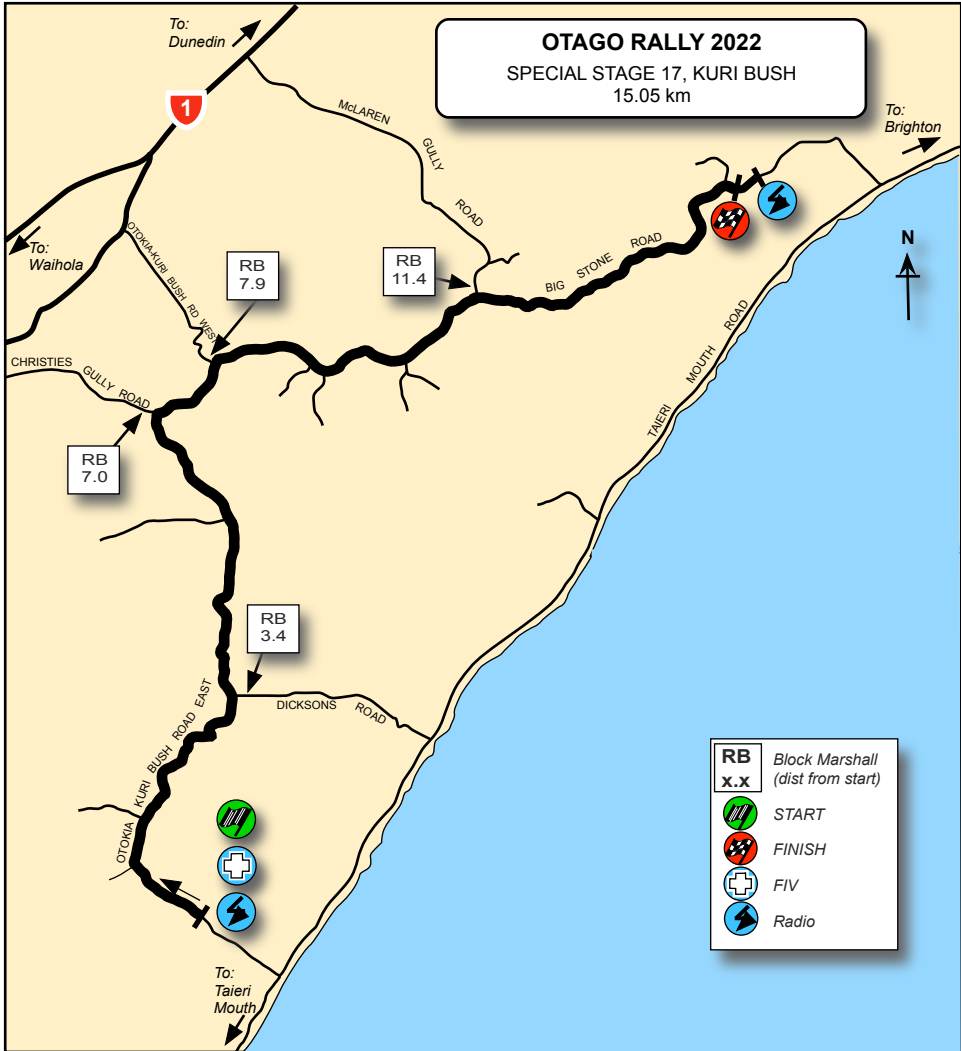 To:
Dunedin
OTAGO RALLY 2022
SPECIAL STAGE 17, KURI BUSH
15.05 km
1
McLAREN GULLY ROAD
To:
Brighton
To:
Waihola
OTOKIA-KURI BUSH RD WEST
RB
7.9
RB
11.4
BIG STONE ROAD
N
CHRISTIES GULLY ROAD
TAIERI MOUTH ROAD
RB
7.0
RB
3.4
DICKSONS ROAD
OTOKIA KURI BUSH ROAD EAST
RB
x.x
Block Marshall
(dist from start)
START
FINISH
FIV
Radio
To:
Taieri
Mouth